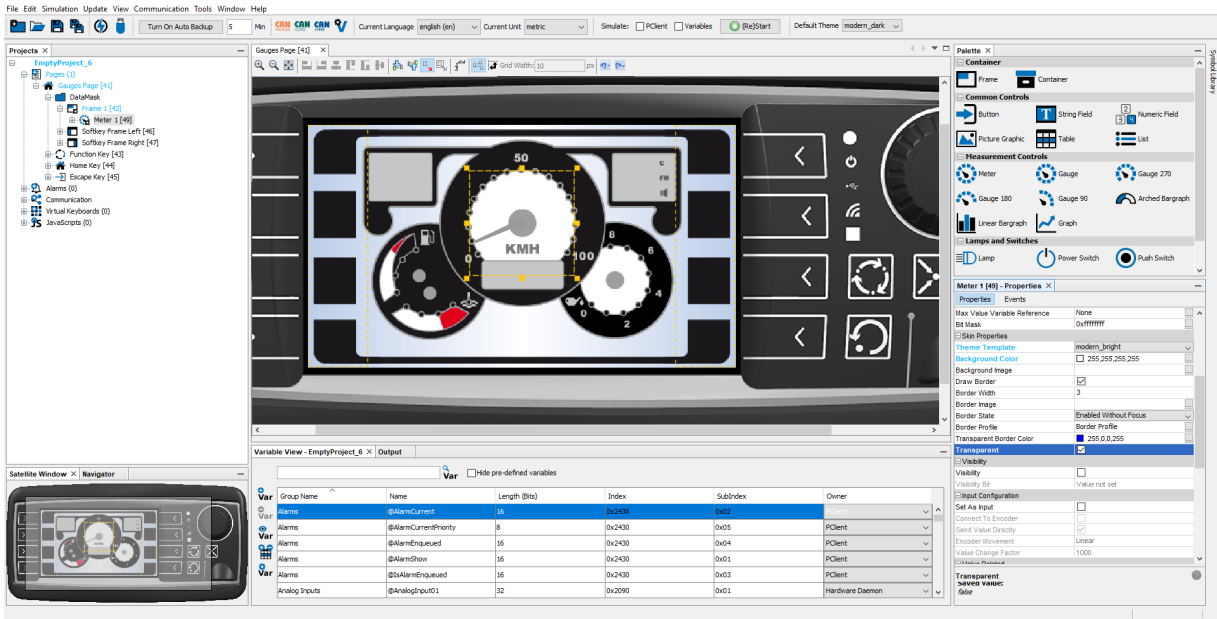 File Edit Simulation Update View Communication Tools Window Help
Turn On Auto Backup 5 Min CAN CAN CAN Current Language english (en) Current Unit metric Simulate: PClient Variables (Re)Start Default Theme modern_dark
Projects
EmptyProject_6
Pages (1)
Gauges Page [41]
DataMask
Frame 1 [42]
Meter 1 [49]
Softkey Frame Left [46]
Softkey Frame Right [47]
Function Key [43]
Home Key [44]
Escape Key [45]
Alarms (0)
Communication
Virtual Keyboards (0)
JS JavaScripts (0)
Satellite Window Navigator
Gauges Page [41]
Grid Width: 10 px
50
C
FM
KMH
0
100
8
6
4
2
0
Variable View - EmptyProject_6 Output
Var Hide pre-defined variables
Var Group Name Name Length (Bits) Index SubIndex Owner
Var Alarms @AlarmCurrent 16 0x2430 0x02 PClient
Var Alarms @AlarmCurrentPriority 8 0x2430 0x05 PClient
Alarms @AlarmEnqueued 16 0x2430 0x04 PClient
Alarms @AlarmShow 16 0x2430 0x01 PClient
Var Alarms @IsAlarmEnqueued 16 0x2430 0x03 PClient
Analog Inputs @AnalogInput01 32 0x2090 0x01 Hardware Daemon
Palette
Symbol Library
Container
Frame Container
Common Controls
Button String Field Numeric Field
Picture Graphic Table List
Measurement Controls
Meter Gauge Gauge 270
Gauge 180 Gauge 90 Arched Bargraph
Linear Bargraph Graph
Lamps and Switches
Lamp Power Switch Push Switch
Meter 1 [49] - Properties
Properties Events
Max Value Variable Reference None
Bit Mask 0xffffffff
Skin Properties
Theme Template modern_bright
Background Color 255,255,255,255
Background Image
Draw Border
Border Width 3
Border Image
Border State Enabled Without Focus
Border Profile Border Profile
Transparent Border Color 255,0,0,255
Transparent
Visibility
Visibility
Visibility Bit Value not set
Input Configuration
Set As Input
Connect To Encoder
Send Value Directly
Encoder Movement Linear
Value Change Factor 1000
Transparent
Saved value:
false